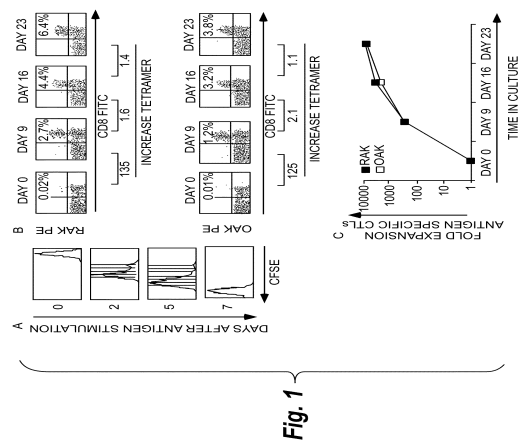 Fig. 1
A
DAYS AFTER ANTIGEN STIMULATION
0
2
5
7
CFSE
B
DAY 0
DAY 9
DAY 16
DAY 23
0.02%
2.7%
4.4%
6.4%
RAK PE
CD8 FITC
135
1.6
1.4
INCREASE TETRAMER
DAY 0
DAY 9
DAY 16
DAY 23
0.01%
1.2%
3.2%
3.8%
OAK PE
CD8 FITC
125
2.1
1.1
INCREASE TETRAMER
C
FOLD EXPANSION
ANTIGEN SPECIFIC CTLs
10000
1000
100
10
1
RAK
OAK
DAY 0
DAY 9
DAY 16
DAY 23
TIME IN CULTURE